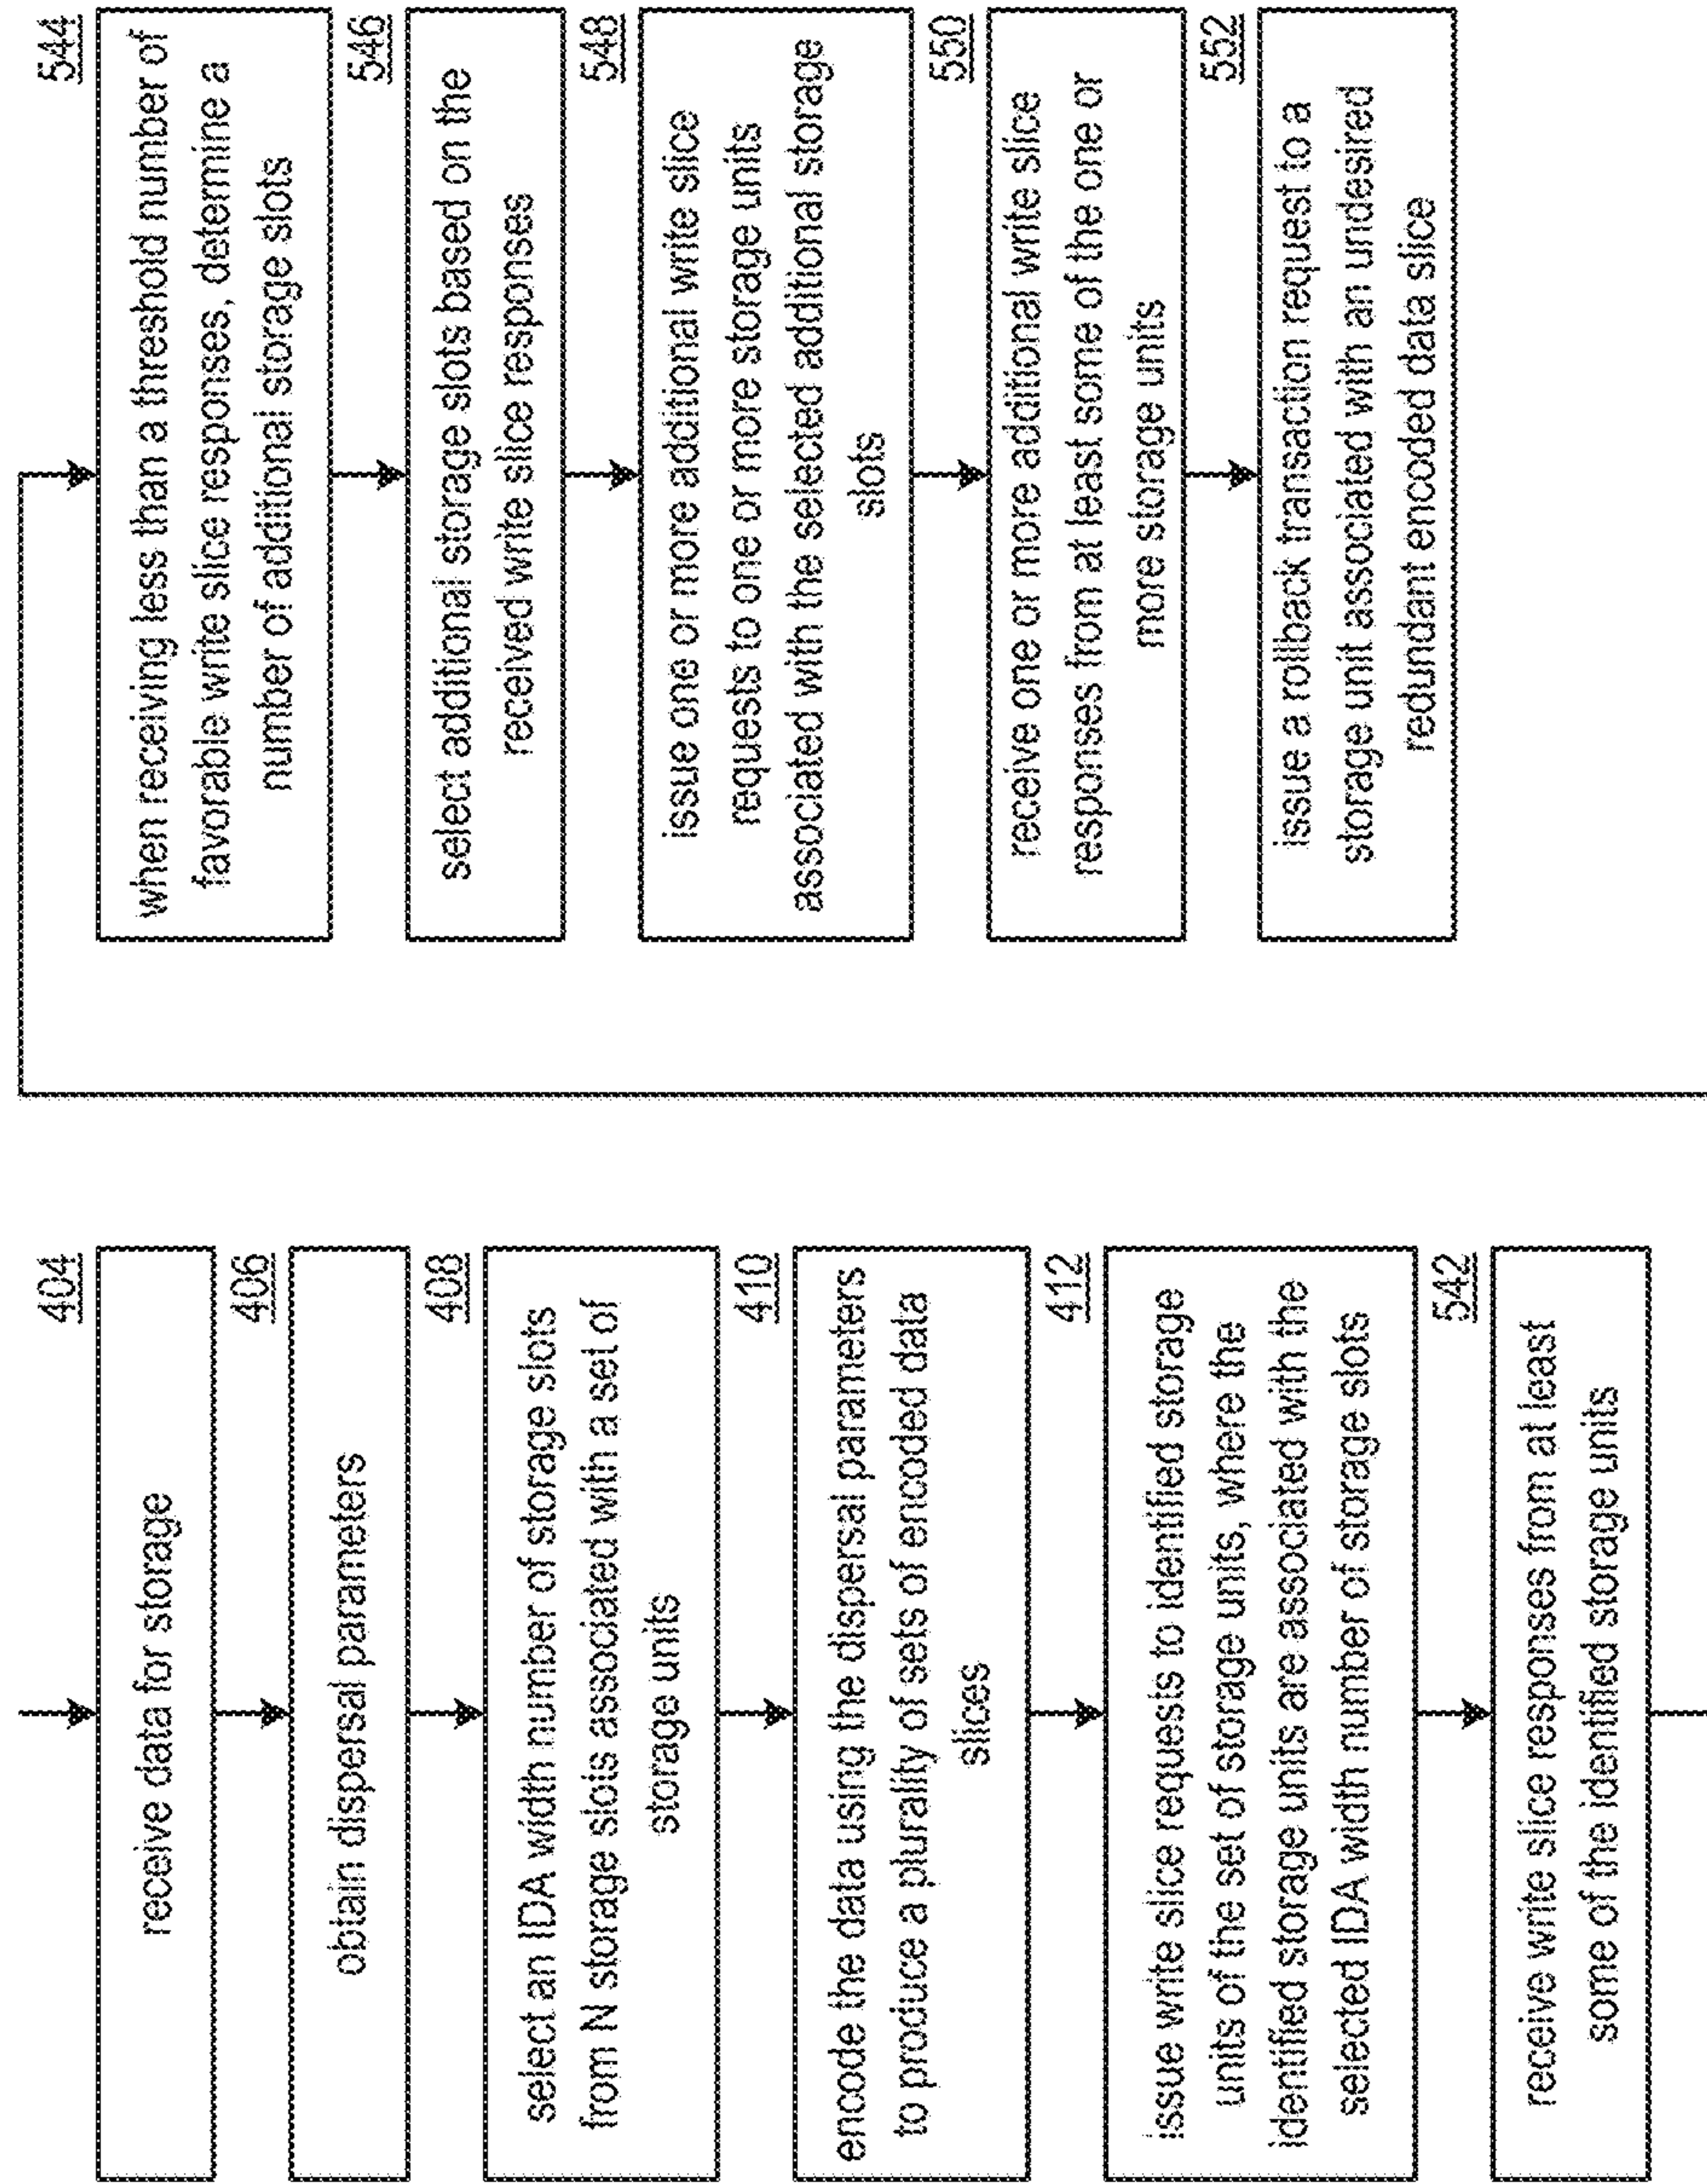 404
receive data for storage
406
obtain dispersal parameters
408
select an IDA width number of storage slots
from N storage slots associated with a set of
storage units
410
encode the data using the dispersal parameters
to produce a plurality of sets of encoded data
slices
412
issue write slice requests to identified storage
units of the set of storage units, where the
identified storage units are associated with the
selected IDA width number of storage slots
542
receive write slice responses from at least
some of the identified storage units
544
when receiving less than a threshold number of
favorable write slice responses, determine a
number of additional storage slots
546
select additional storage slots based on the
received write slice responses
548
issue one or more additional write slice
requests to one or more storage units
associated with the selected additional storage
slots
550
receive one or more additional write slice
responses from at least some of the one or
more storage units
552
issue a rollback transaction request to a
storage unit associated with an undesired
redundant encoded data slice